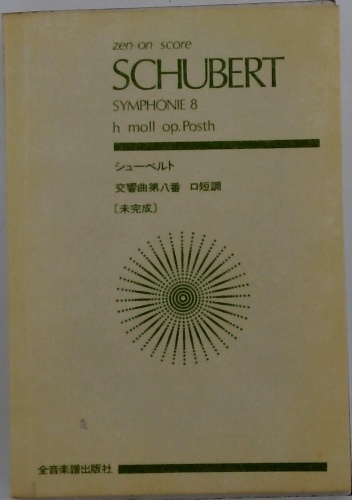 zen-on score
SCHUBERT
SYMPHONIE 8
h moll op.Posth
シューベルト
交響曲第八番 ロ短調
〔未完成〕
全音楽譜出版社